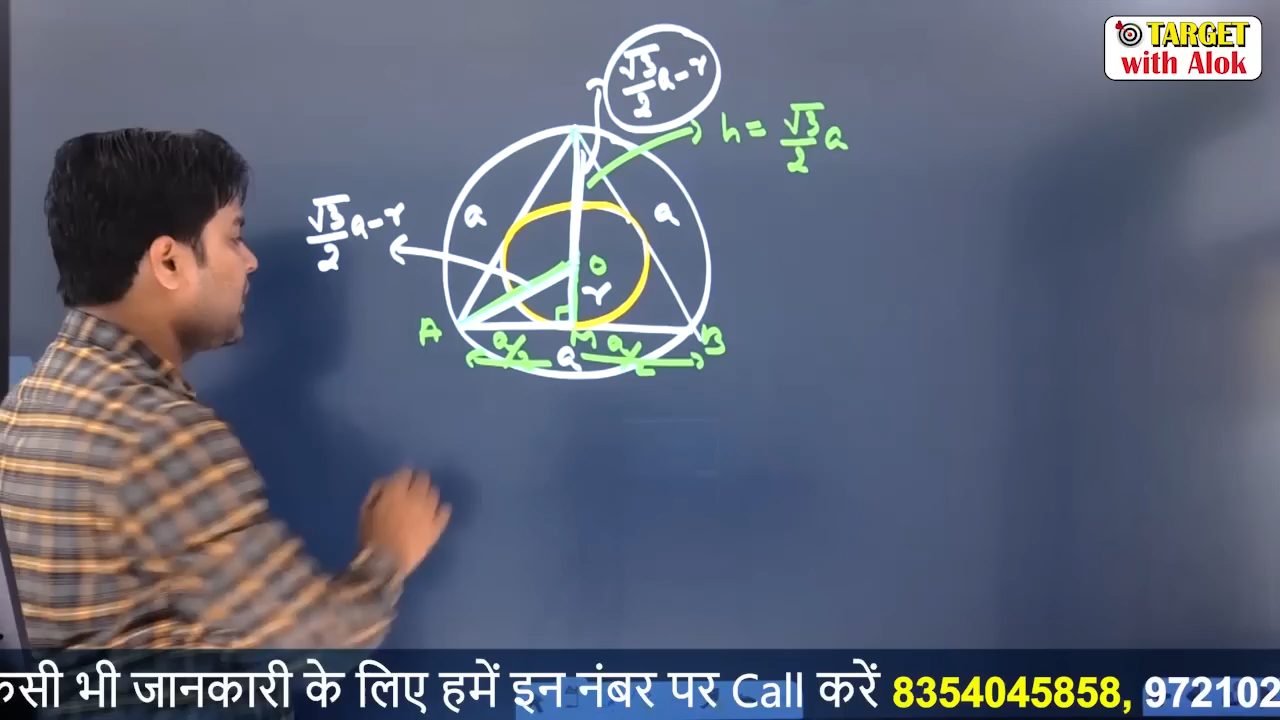 TARGET
with Alok
√3/2 a-r
h = √3/2 a
√3/2 a-r
a
a
O
r
A
M
B
a/2
a
किसी भी जानकारी के लिए हमें इन नंबर पर Call करें 8354045858, 972102